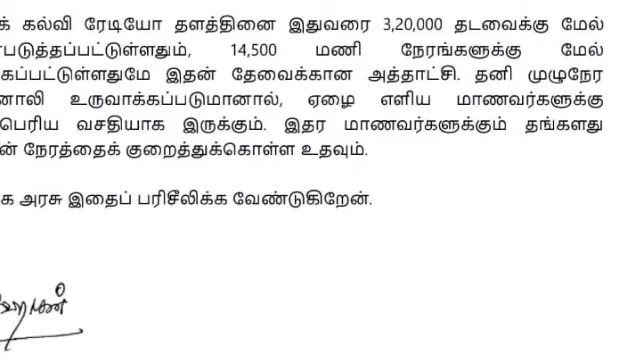 க் கல்வி ரேடியோ தளத்தினை இதுவரை 3,20,000 தடவைக்கு மேல்
படுத்தப்பட்டுள்ளதும், 14,500 மணி நேரங்களுக்கு மேல்
கப்பட்டுள்ளதுமே இதன் தேவைக்கான அத்தாட்சி. தனி முழுநேர
னாலி உருவாக்கப்படுமானால், ஏழை எளிய மாணவர்களுக்கு
பெரிய வசதியாக இருக்கும். இதர மாணவர்களுக்கும் தங்களது
ன் நேரத்தைக் குறைத்துக்கொள்ள உதவும்.
க அரசு இதைப் பரிசீலிக்க வேண்டுகிறேன்.